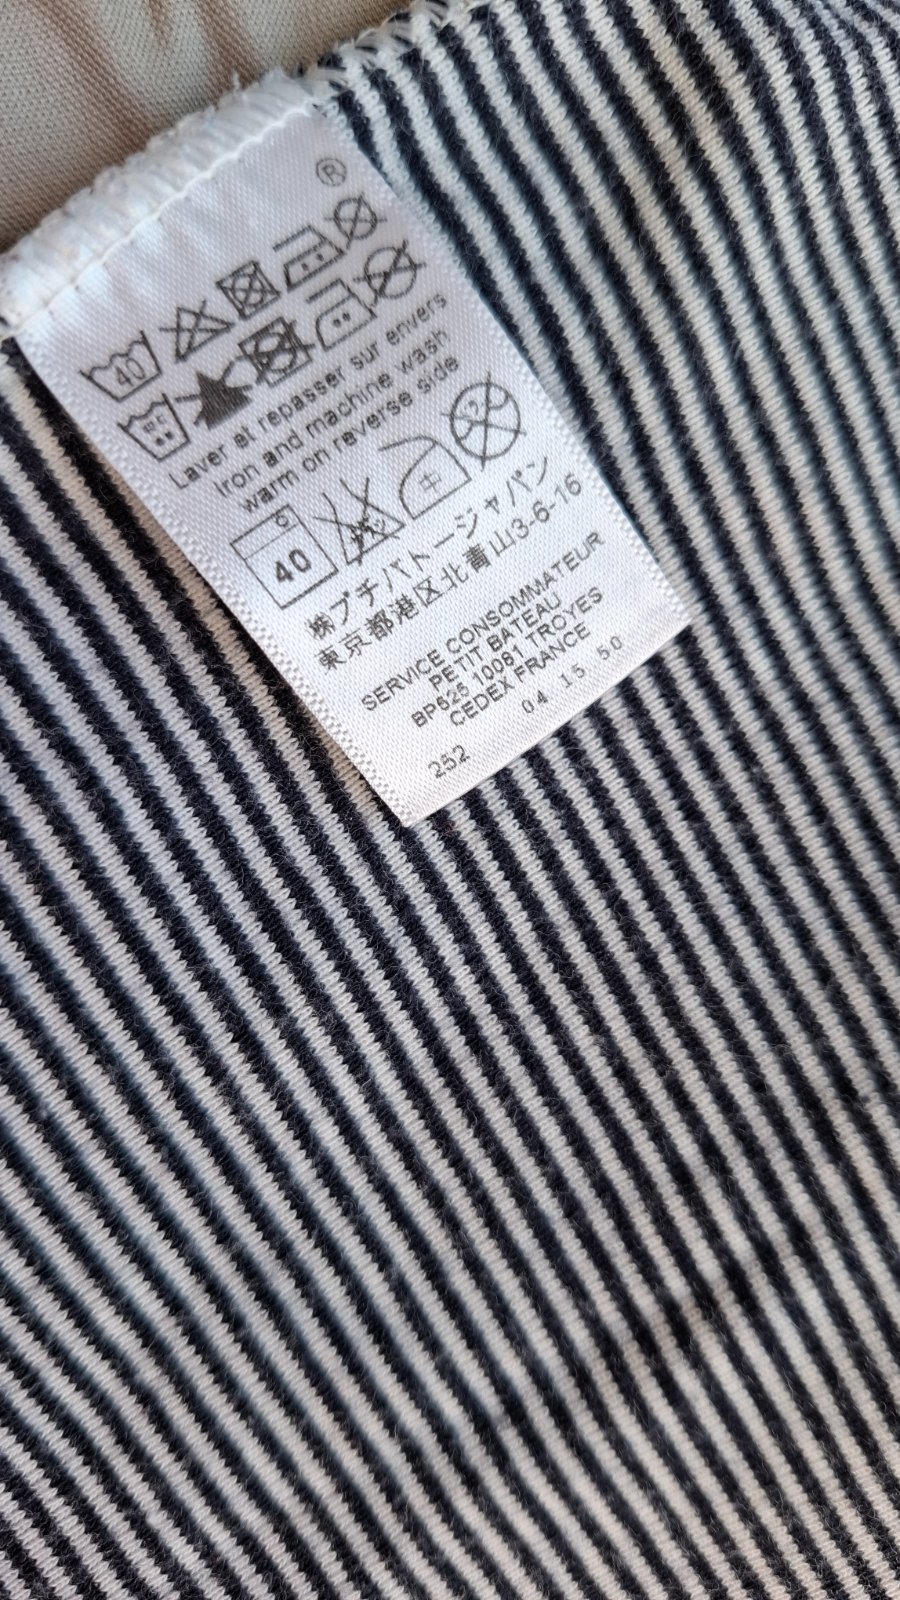 ®
40
Laver et repasser sur envers
Iron and machine wash
warm on reverse side
40
㈱プチバトージャパン
東京都港区北青山3-6-16
SERVICE CONSOMMATEUR
PETIT BATEAU
BP525 10081 TROYES
CEDEX FRANCE
252 04 15 50